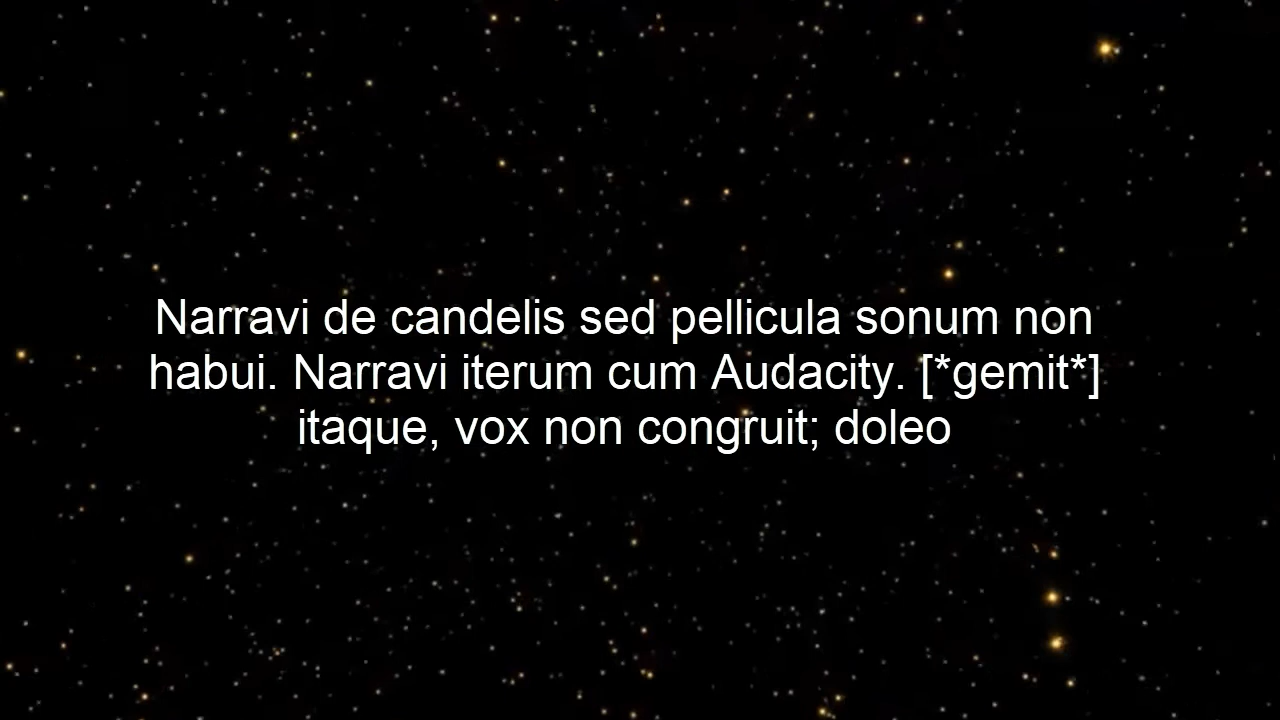 Narravi de candelis sed pellicula sonum non
habui. Narravi iterum cum Audacity. [*gemit*]
itaque, vox non congruit; doleo